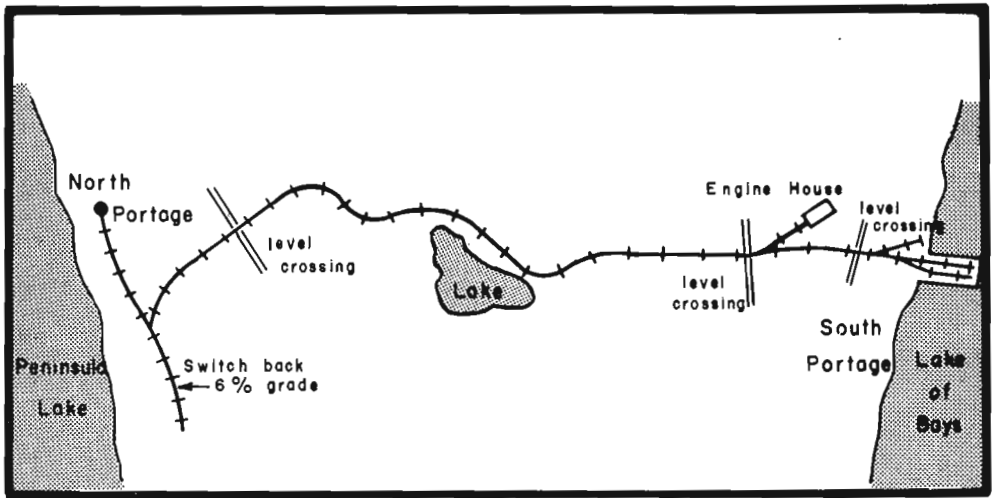 North
Portage
level
crossing
Peninsula
Lake
Switch back
6% grade
Lake
Engine House
level
crossing
level
crossing
South
Portage
Lake
of
Bays